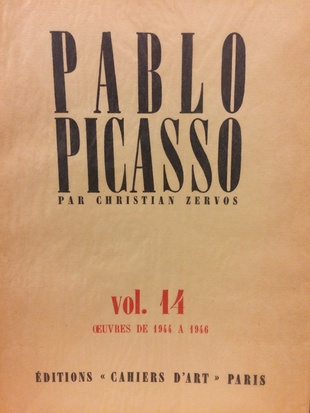 PABLO
PICASSO
PAR CHRISTIAN ZERVOS
vol. 14
ŒUVRES DE 1944 À 1946
ÉDITIONS « CAHIERS D'ART » PARIS